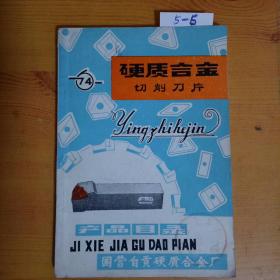 5-6
74
硬质合金
切削刀片
Yingzhihejin
产品目录
JI XIE JIA GU DAO PIAN
国营自贡硬质合金厂